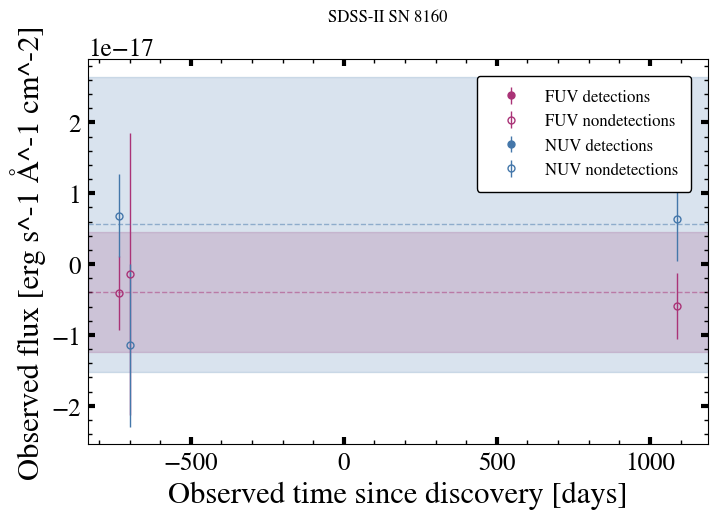 SDSS-II SN 8160
1e−17
Observed flux [erg s^-1 Å^-1 cm^-2]
2
1
0
−1
−2
FUV detections
FUV nondetections
NUV detections
NUV nondetections
−500
0
500
1000
Observed time since discovery [days]